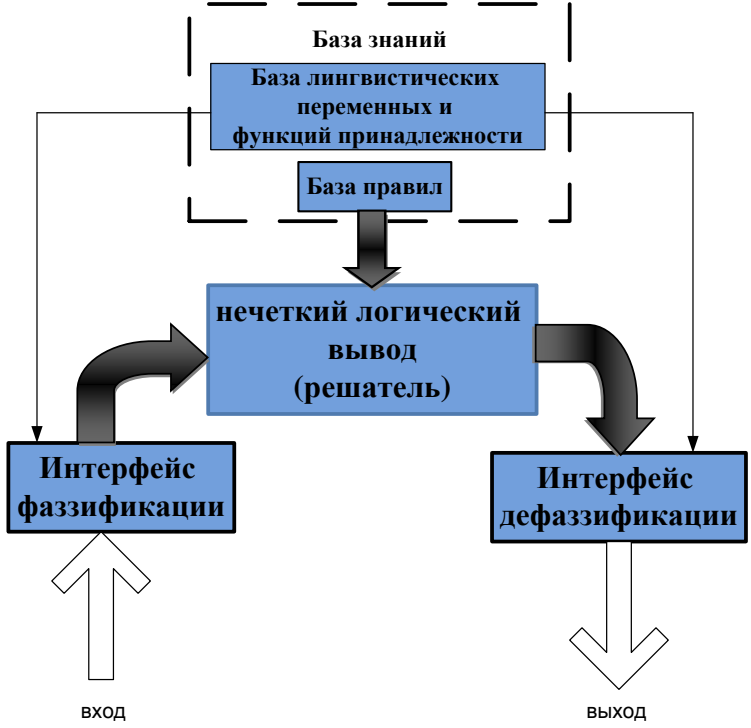 База знаний
База лингвистических
переменных и
функций принадлежности
База правил
нечеткий логический
вывод
(решатель)
Интерфейс
фаззификации
Интерфейс
дефаззификации
вход
выход